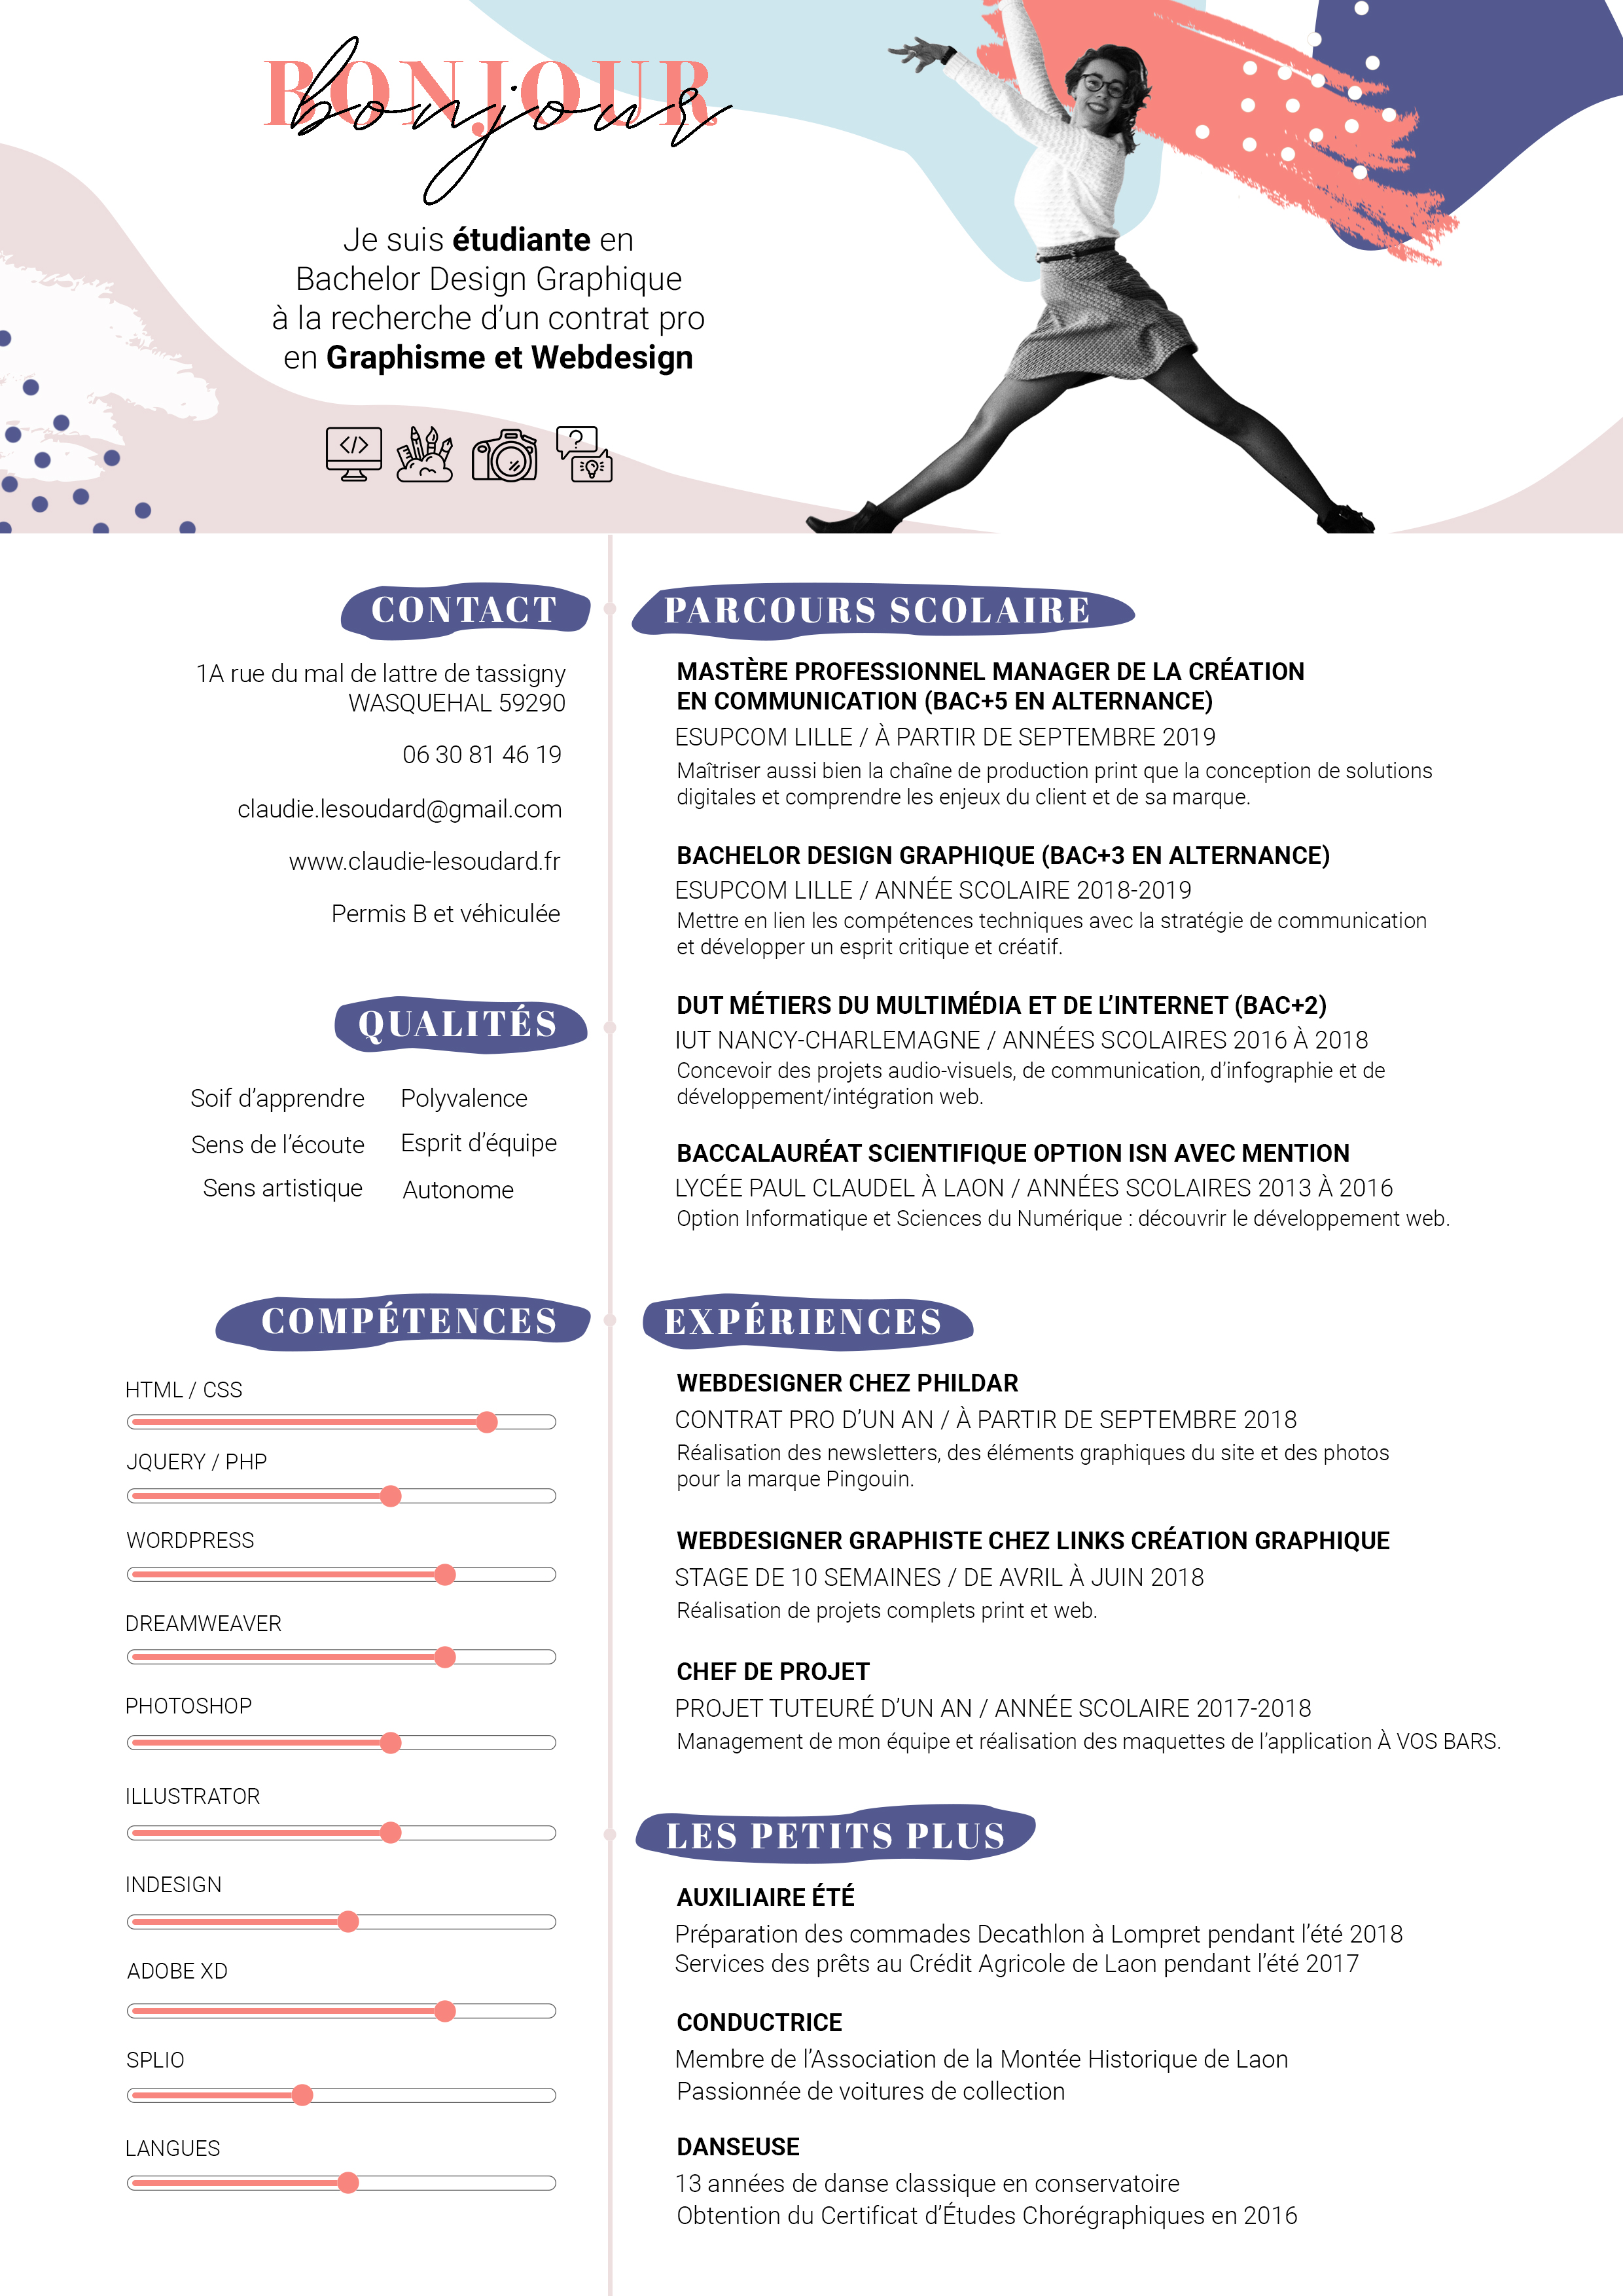 BONJOUR
bonjour
Je suis étudiante en
Bachelor Design Graphique
à la recherche d’un contrat pro
en Graphisme et Webdesign
</>
?
CONTACT
1A rue du mal de lattre de tassigny
WASQUEHAL 59290
06 30 81 46 19
claudie.lesoudard@gmail.com
www.claudie-lesoudard.fr
Permis B et véhiculée
QUALITÉS
Soif d’apprendre Polyvalence
Sens de l’écoute Esprit d’équipe
Sens artistique Autonome
COMPÉTENCES
HTML / CSS
JQUERY / PHP
WORDPRESS
DREAMWEAVER
PHOTOSHOP
ILLUSTRATOR
INDESIGN
ADOBE XD
SPLIO
LANGUES
PARCOURS SCOLAIRE
MASTÈRE PROFESSIONNEL MANAGER DE LA CRÉATION
EN COMMUNICATION (BAC+5 EN ALTERNANCE)
ESUPCOM LILLE / À PARTIR DE SEPTEMBRE 2019
Maîtriser aussi bien la chaîne de production print que la conception de solutions
digitales et comprendre les enjeux du client et de sa marque.
BACHELOR DESIGN GRAPHIQUE (BAC+3 EN ALTERNANCE)
ESUPCOM LILLE / ANNÉE SCOLAIRE 2018-2019
Mettre en lien les compétences techniques avec la stratégie de communication
et développer un esprit critique et créatif.
DUT MÉTIERS DU MULTIMÉDIA ET DE L’INTERNET (BAC+2)
IUT NANCY-CHARLEMAGNE / ANNÉES SCOLAIRES 2016 À 2018
Concevoir des projets audio-visuels, de communication, d’infographie et de
développement/intégration web.
BACCALAURÉAT SCIENTIFIQUE OPTION ISN AVEC MENTION
LYCÉE PAUL CLAUDEL À LAON / ANNÉES SCOLAIRES 2013 À 2016
Option Informatique et Sciences du Numérique : découvrir le développement web.
EXPÉRIENCES
WEBDESIGNER CHEZ PHILDAR
CONTRAT PRO D’UN AN / À PARTIR DE SEPTEMBRE 2018
Réalisation des newsletters, des éléments graphiques du site et des photos
pour la marque Pingouin.
WEBDESIGNER GRAPHISTE CHEZ LINKS CRÉATION GRAPHIQUE
STAGE DE 10 SEMAINES / DE AVRIL À JUIN 2018
Réalisation de projets complets print et web.
CHEF DE PROJET
PROJET TUTEURÉ D’UN AN / ANNÉE SCOLAIRE 2017-2018
Management de mon équipe et réalisation des maquettes de l’application À VOS BARS.
LES PETITS PLUS
AUXILIAIRE ÉTÉ
Préparation des commades Decathlon à Lompret pendant l’été 2018
Services des prêts au Crédit Agricole de Laon pendant l’été 2017
CONDUCTRICE
Membre de l’Association de la Montée Historique de Laon
Passionnée de voitures de collection
DANSEUSE
13 années de danse classique en conservatoire
Obtention du Certificat d’Études Chorégraphiques en 2016